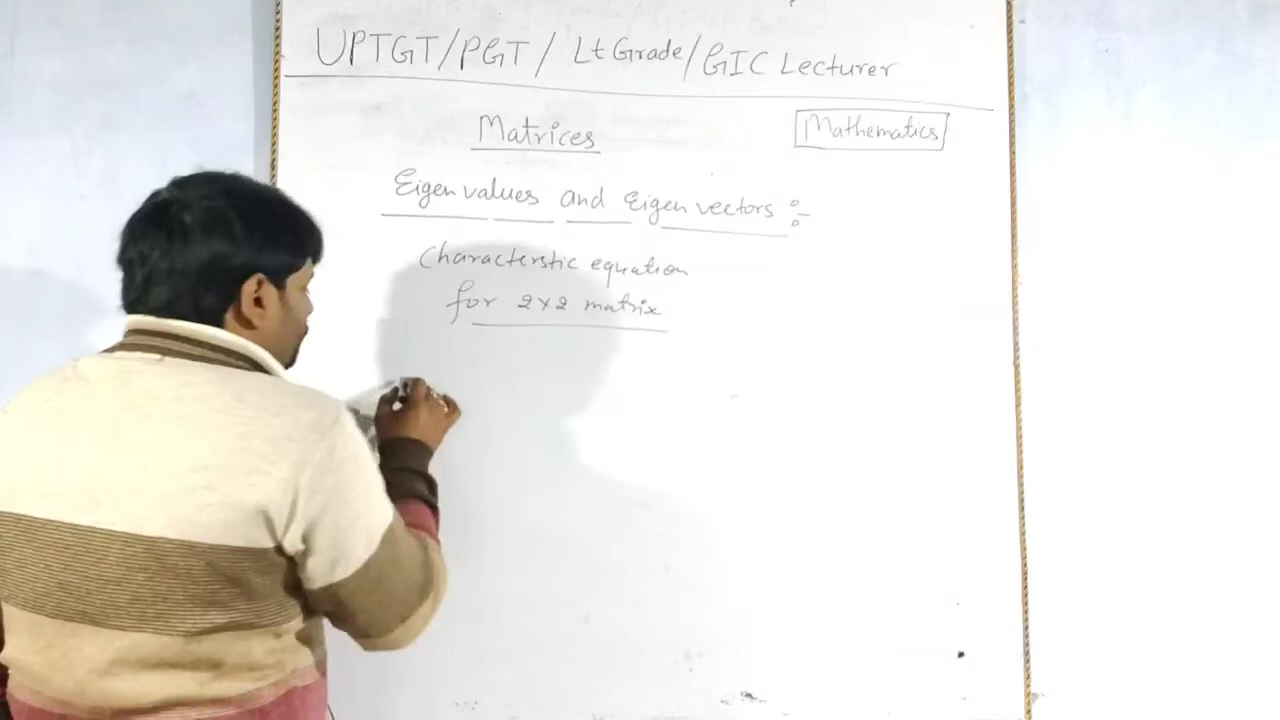 UPTGT/PGT/ Lt Grade/GIC Lecturer
Matrices
Mathematics
Eigen values and Eigen vectors :-
Characterstic equation
for 2x2 matrix